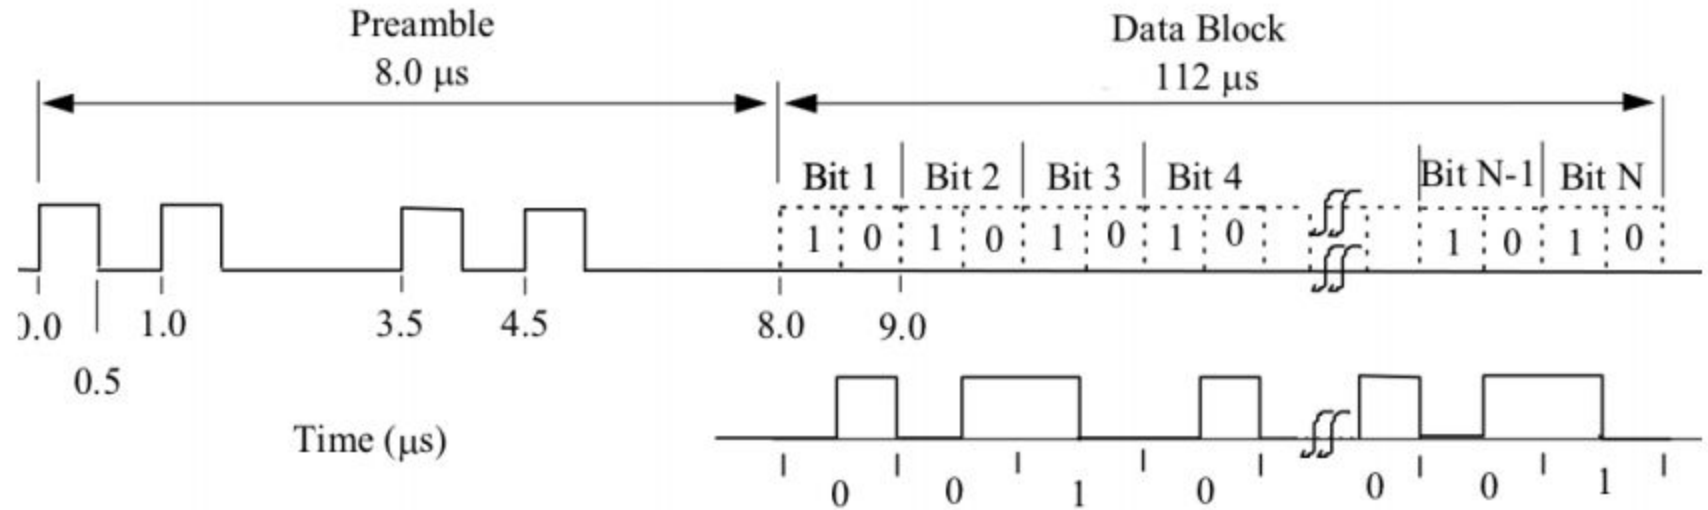 Preamble
8.0 μs
Data Block
112 μs
Bit 1 Bit 2 Bit 3 Bit 4 Bit N-1 Bit N
1 0 1 0 1 0 1 0 1 0 1 0
0.0 1.0 3.5 4.5 8.0 9.0
0.5
Time (μs)
0 0 1 0 0 0 1